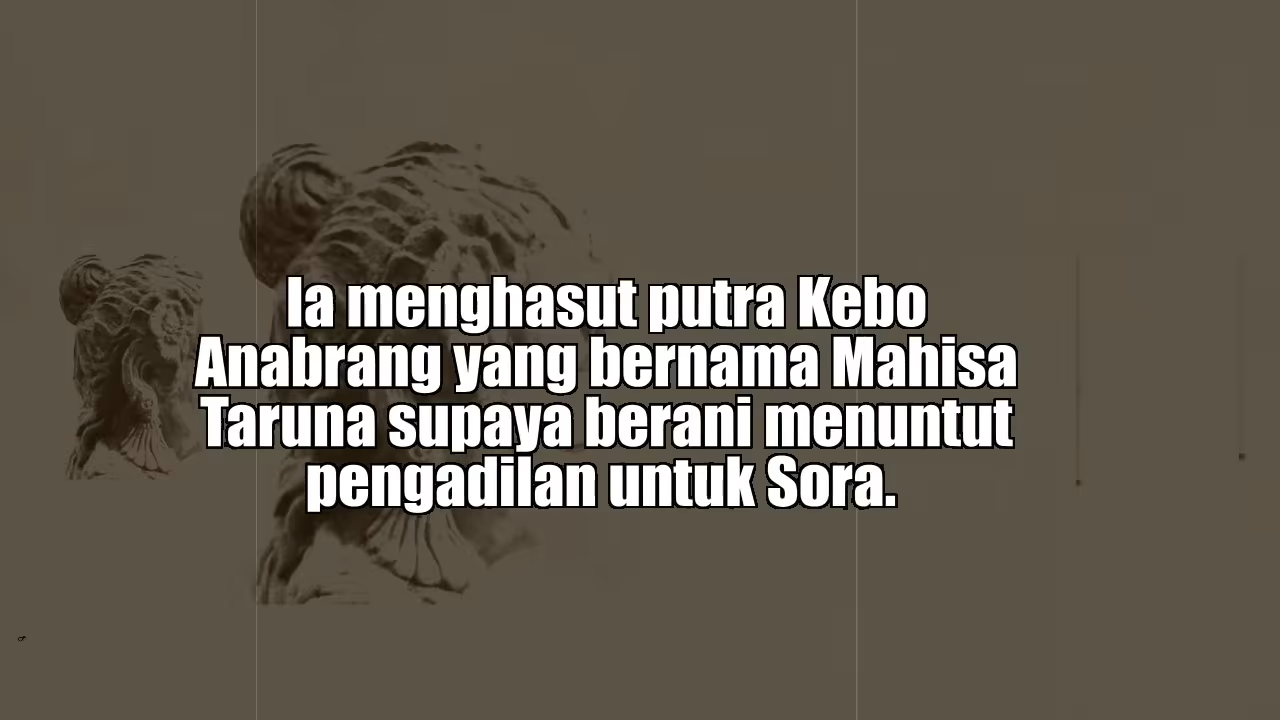 Ia menghasut putra Kebo
Anabrang yang bernama Mahisa
Taruna supaya berani menuntut
pengadilan untuk Sora.